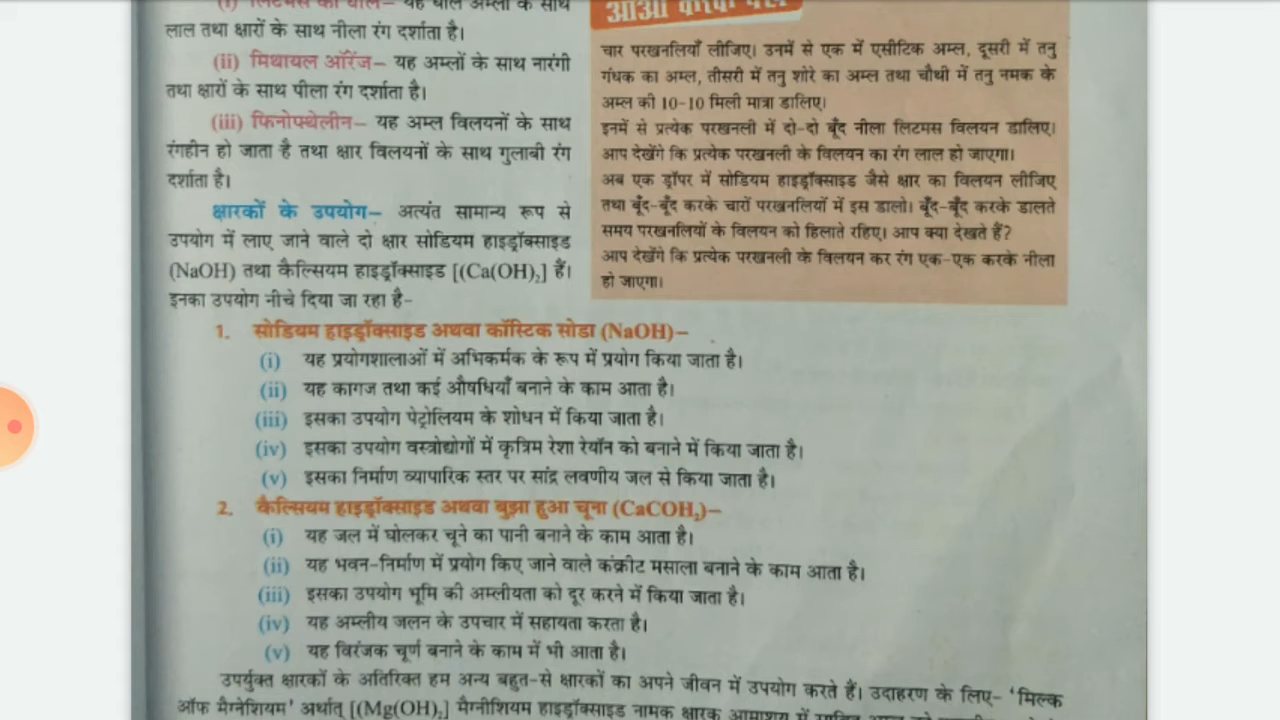 (i) लिटमस का घोल– यह घोल अम्लों के साथ
लाल तथा क्षारों के साथ नीला रंग दर्शाता है।
(ii) मिथायल ऑरेंज– यह अम्लों के साथ नारंगी
तथा क्षारों के साथ पीला रंग दर्शाता है।
(iii) फिनोफ्थेलीन– यह अम्ल विलयनों के साथ
रंगहीन हो जाता है तथा क्षार विलयनों के साथ गुलाबी रंग
दर्शाता है।
क्षारकों के उपयोग– अत्यंत सामान्य रूप से
उपयोग में लाए जाने वाले दो क्षार सोडियम हाइड्रॉक्साइड
(NaOH) तथा कैल्सियम हाइड्रॉक्साइड [(Ca(OH)₂] हैं।
इनका उपयोग नीचे दिया जा रहा है–
आओ करके देखें
चार परखनलियाँ लीजिए। उनमें से एक में एसीटिक अम्ल, दूसरी में तनु
गंधक का अम्ल, तीसरी में तनु शोरे का अम्ल तथा चौथी में तनु नमक के
अम्ल की 10-10 मिली मात्रा डालिए।
इनमें से प्रत्येक परखनली में दो-दो बूँद नीला लिटमस विलयन डालिए।
आप देखेंगे कि प्रत्येक परखनली के विलयन का रंग लाल हो जाएगा।
अब एक ड्रॉपर में सोडियम हाइड्रॉक्साइड जैसे क्षार का विलयन लीजिए
तथा बूँद-बूँद करके चारों परखनलियों में इस डालो। बूँद-बूँद करके डालते
समय परखनलियों के विलयन को हिलाते रहिए। आप क्या देखते हैं?
आप देखेंगे कि प्रत्येक परखनली के विलयन कर रंग एक-एक करके नीला
हो जाएगा।
1. सोडियम हाइड्रॉक्साइड अथवा कॉस्टिक सोडा (NaOH)–
(i) यह प्रयोगशालाओं में अभिकर्मक के रूप में प्रयोग किया जाता है।
(ii) यह कागज तथा कई औषधियाँ बनाने के काम आता है।
(iii) इसका उपयोग पेट्रोलियम के शोधन में किया जाता है।
(iv) इसका उपयोग वस्त्रोद्योगों में कृत्रिम रेशा रेयॉन को बनाने में किया जाता है।
(v) इसका निर्माण व्यापारिक स्तर पर सांद्र लवणीय जल से किया जाता है।
2. कैल्सियम हाइड्रॉक्साइड अथवा बुझा हुआ चूना (CaCOH₂)–
(i) यह जल में घोलकर चूने का पानी बनाने के काम आता है।
(ii) यह भवन-निर्माण में प्रयोग किए जाने वाले कंक्रीट मसाला बनाने के काम आता है।
(iii) इसका उपयोग भूमि की अम्लीयता को दूर करने में किया जाता है।
(iv) यह अम्लीय जलन के उपचार में सहायता करता है।
(v) यह विरंजक चूर्ण बनाने के काम में भी आता है।
उपर्युक्त क्षारकों के अतिरिक्त हम अन्य बहुत-से क्षारकों का अपने जीवन में उपयोग करते हैं। उदाहरण के लिए– 'मिल्क
ऑफ मैग्नेशियम' अर्थात् [(Mg(OH)₂] मैग्नीशियम हाइड्रॉक्साइड नामक क्षारक आमाशय में